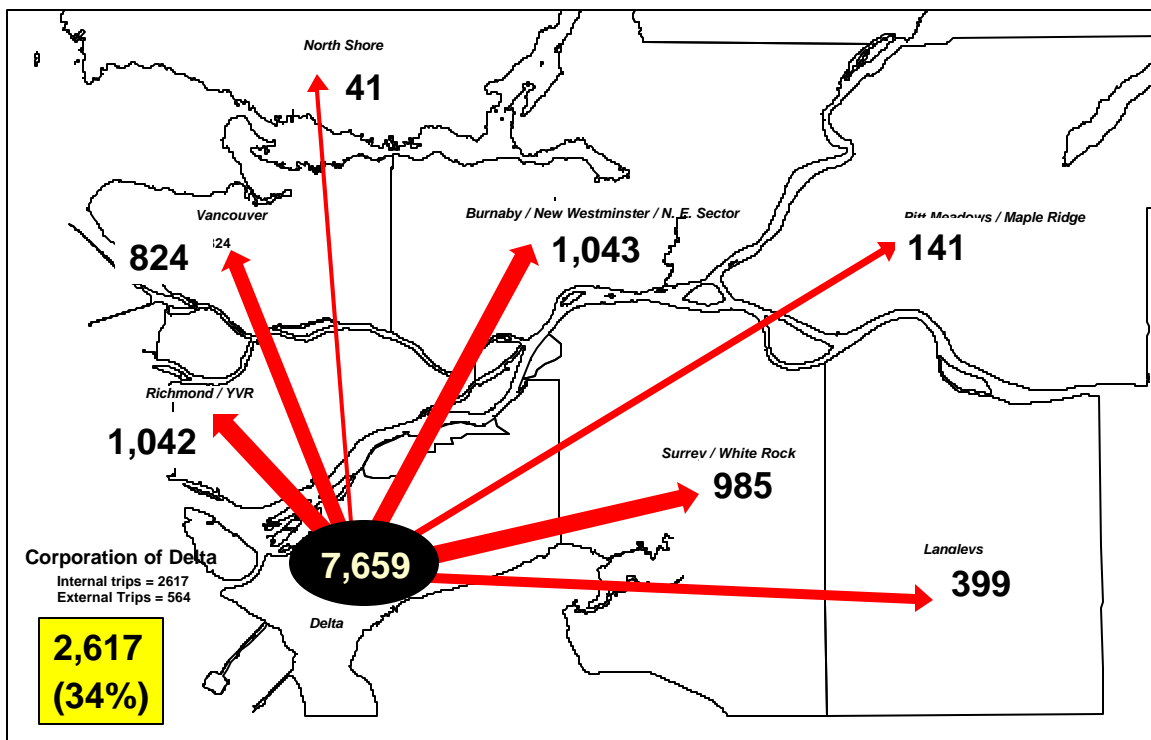 North Shore
41
Vancouver
324
824
Burnaby / New Westminster / N. E. Sector
1,043
Pitt Meadows / Maple Ridge
141
Richmond / YVR
1,042
Surrey / White Rock
985
Corporation of Delta
Internal trips = 2617
External Trips = 564
7,659
Langleys
399
Delta
2,617
(34%)